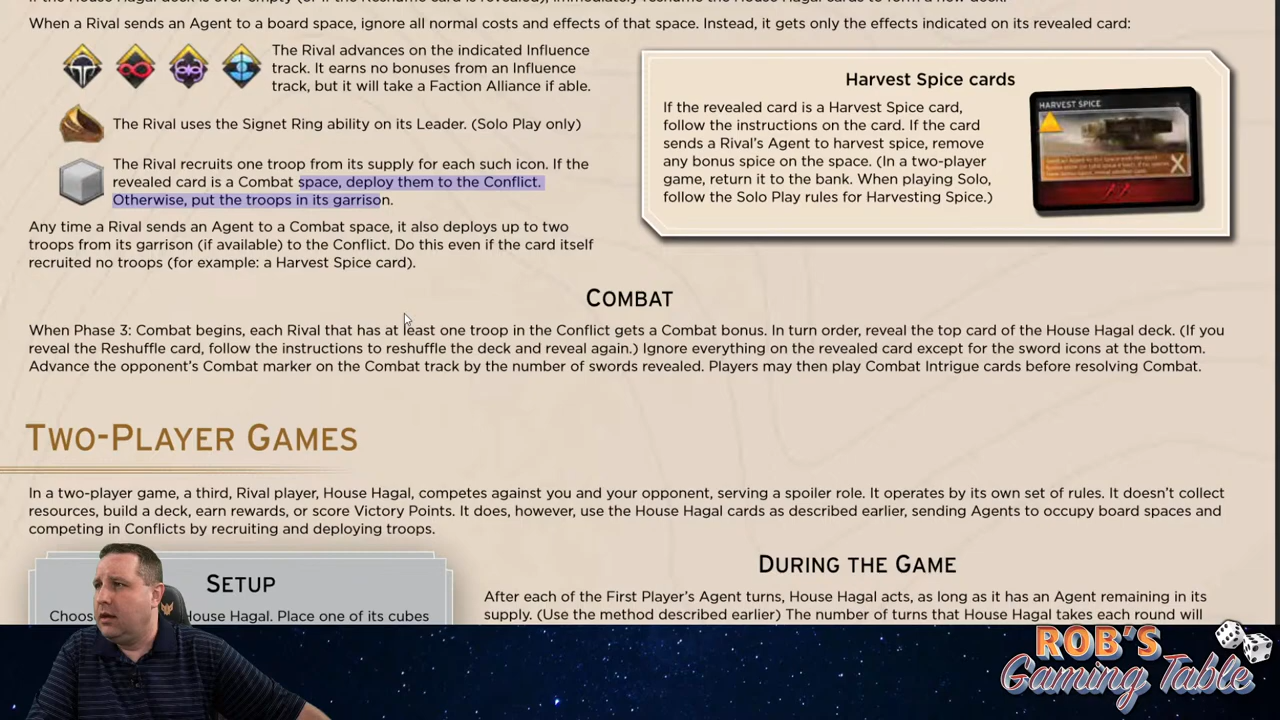 When a Rival sends an Agent to a board space, ignore all normal costs and effects of that space. Instead, it gets only the effects indicated on its revealed card:
The Rival advances on the indicated Influence
track. It earns no bonuses from an Influence
track, but it will take a Faction Alliance if able.
The Rival uses the Signet Ring ability on its Leader. (Solo Play only)
The Rival recruits one troop from its supply for each such icon. If the
revealed card is a Combat space, deploy them to the Conflict.
Otherwise, put the troops in its garrison.
Any time a Rival sends an Agent to a Combat space, it also deploys up to two
troops from its garrison (if available) to the Conflict. Do this even if the card itself
recruited no troops (for example: a Harvest Spice card).
Harvest Spice cards
If the revealed card is a Harvest Spice card,
follow the instructions on the card. If the card
sends a Rival's Agent to harvest spice, remove
any bonus spice on the space. (In a two-player
game, return it to the bank. When playing Solo,
follow the Solo Play rules for Harvesting Spice.)
HARVEST SPICE
COMBAT
When Phase 3: Combat begins, each Rival that has at least one troop in the Conflict gets a Combat bonus. In turn order, reveal the top card of the House Hagal deck. (If you
reveal the Reshuffle card, follow the instructions to reshuffle the deck and reveal again.) Ignore everything on the revealed card except for the sword icons at the bottom.
Advance the opponent's Combat marker on the Combat track by the number of swords revealed. Players may then play Combat Intrigue cards before resolving Combat.
TWO-PLAYER GAMES
In a two-player game, a third, Rival player, House Hagal, competes against you and your opponent, serving a spoiler role. It operates by its own set of rules. It doesn't collect
resources, build a deck, earn rewards, or score Victory Points. It does, however, use the House Hagal cards as described earlier, sending Agents to occupy board spaces and
competing in Conflicts by recruiting and deploying troops.
SETUP
House Hagal. Place one of its cubes
DURING THE GAME
After each of the First Player's Agent turns, House Hagal acts, as long as it has an Agent remaining in its
supply. (Use the method described earlier) The number of turns that House Hagal takes each round will
ROB'S
Gaming Table